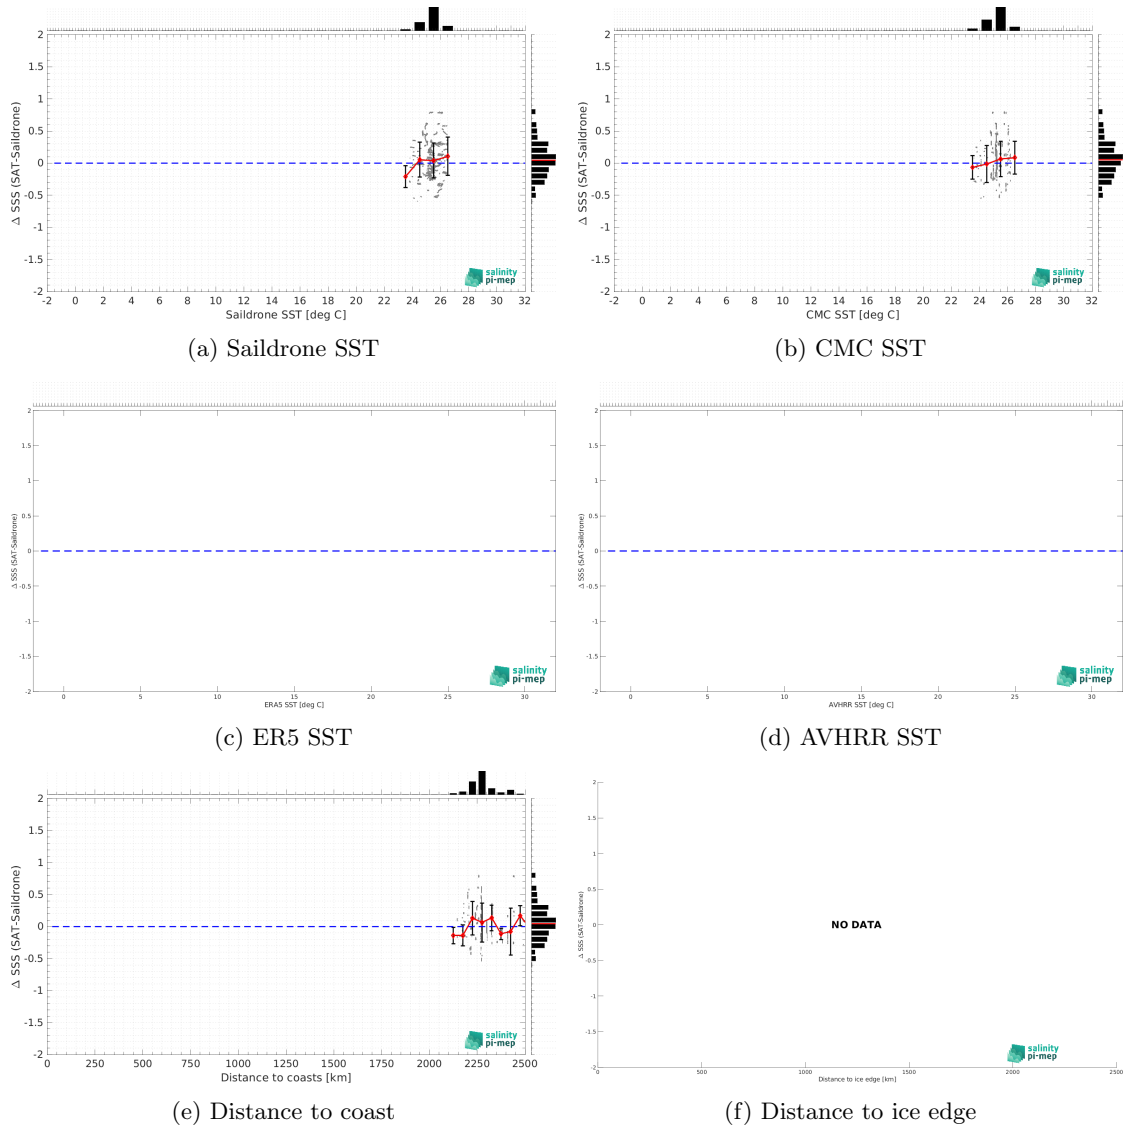 2
1.5
1
0.5
0
-0.5
-1
-1.5
-2
Δ SSS (SAT-Saildrone)
-2 0 2 4 6 8 10 12 14 16 18 20 22 24 26 28 30 32
Saildrone SST [deg C]
salinity
pi-mep
(a) Saildrone SST
2
1.5
1
0.5
0
-0.5
-1
-1.5
-2
Δ SSS (SAT-Saildrone)
-2 0 2 4 6 8 10 12 14 16 18 20 22 24 26 28 30 32
CMC SST [deg C]
salinity
pi-mep
(b) CMC SST
2
1.5
1
0.5
0
-0.5
-1
-1.5
-2
Δ SSS (SAT-Saildrone)
0 5 10 15 20 25 30
ERA5 SST [deg C]
salinity
pi-mep
(c) ER5 SST
2
1.5
1
0.5
0
-0.5
-1
-1.5
-2
Δ SSS (SAT-Saildrone)
0 5 10 15 20 25 30
AVHRR SST [deg C]
salinity
pi-mep
(d) AVHRR SST
2
1.5
1
0.5
0
-0.5
-1
-1.5
-2
Δ SSS (SAT-Saildrone)
0 250 500 750 1000 1250 1500 1750 2000 2250 2500
Distance to coasts [km]
salinity
pi-mep
(e) Distance to coast
2
1.5
1
0.5
0
-0.5
-1
-1.5
-2
Δ SSS (SAT-Saildrone)
NO DATA
0 500 1000 1500 2000 2500
Distance to ice edge [km]
salinity
pi-mep
(f) Distance to ice edge